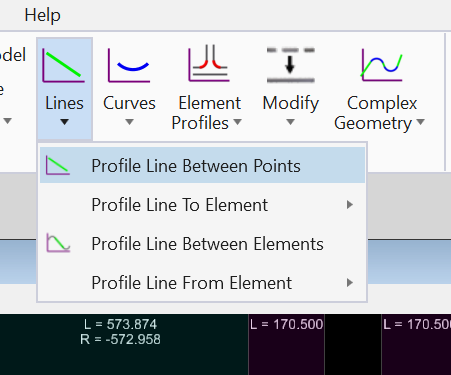 Help
odel
e
Lines
Curves
Element
Profiles
Modify
Complex
Geometry
Profile Line Between Points
Profile Line To Element
Profile Line Between Elements
Profile Line From Element
L = 573.874
R = -572.958
L = 170.500
L = 170.500